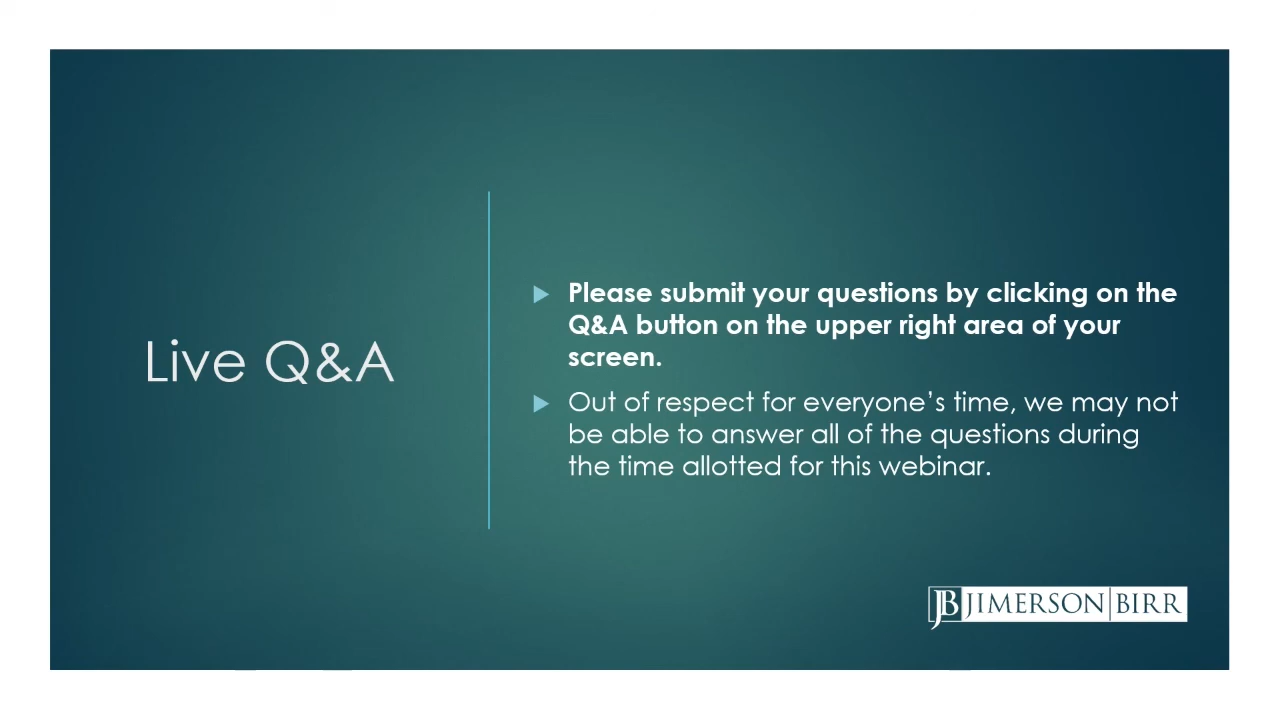 Live Q&A
Please submit your questions by clicking on the
Q&A button on the upper right area of your
screen.
Out of respect for everyone’s time, we may not
be able to answer all of the questions during
the time allotted for this webinar.
JB JIMERSON BIRR